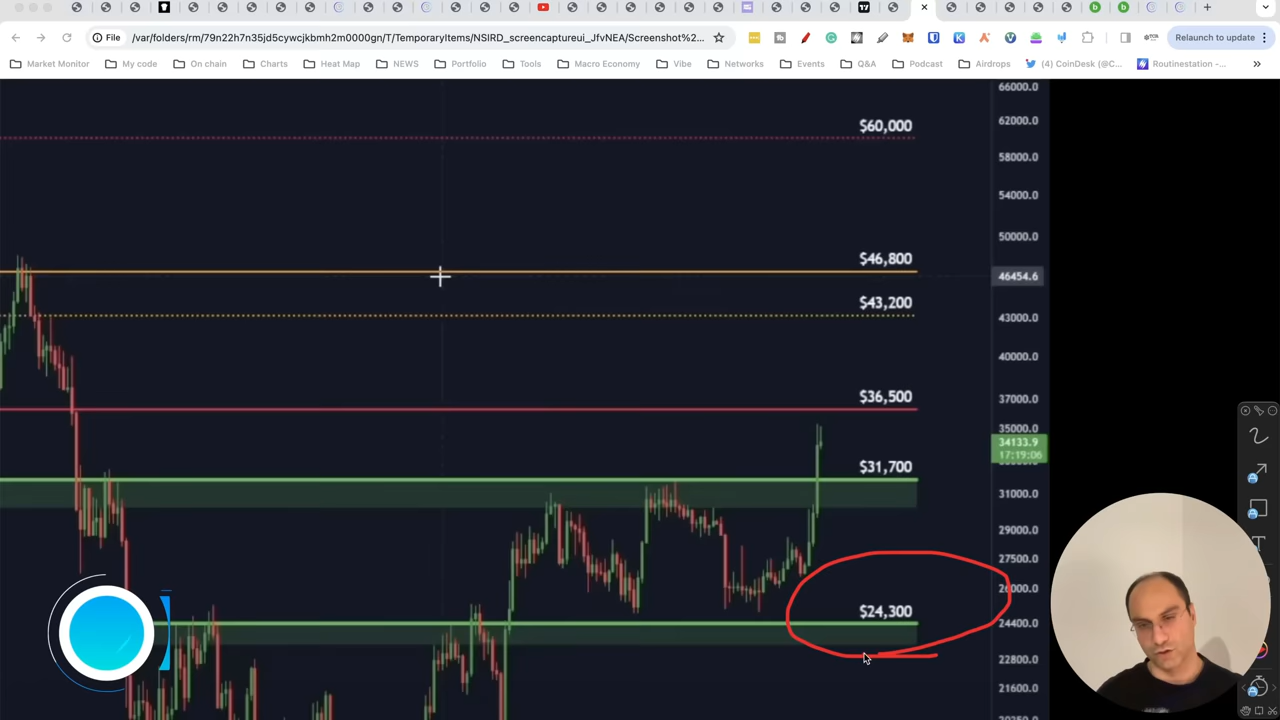 File
/var/folders/rm/79n22h7n35jd5cywcjkbmh2m0000gn/T/TemporaryItems/NSIRD_screencaptureui_JfvNEA/Screenshot%2...
Relaunch to update
Market Monitor
My code
On chain
Charts
Heat Map
NEWS
Portfolio
Tools
Macro Economy
Vibe
Networks
Events
Q&A
Podcast
Airdrops
(4) CoinDesk (@C...
Routinestation -...
66000.0
$60,000
62000.0
58000.0
54000.0
50000.0
$46,800
46454.6
$43,200
43000.0
40000.0
$36,500
37000.0
35000.0
34133.9
17:19:06
$31,700
31000.0
29000.0
27500.0
26000.0
$24,300
24400.0
22800.0
21600.0